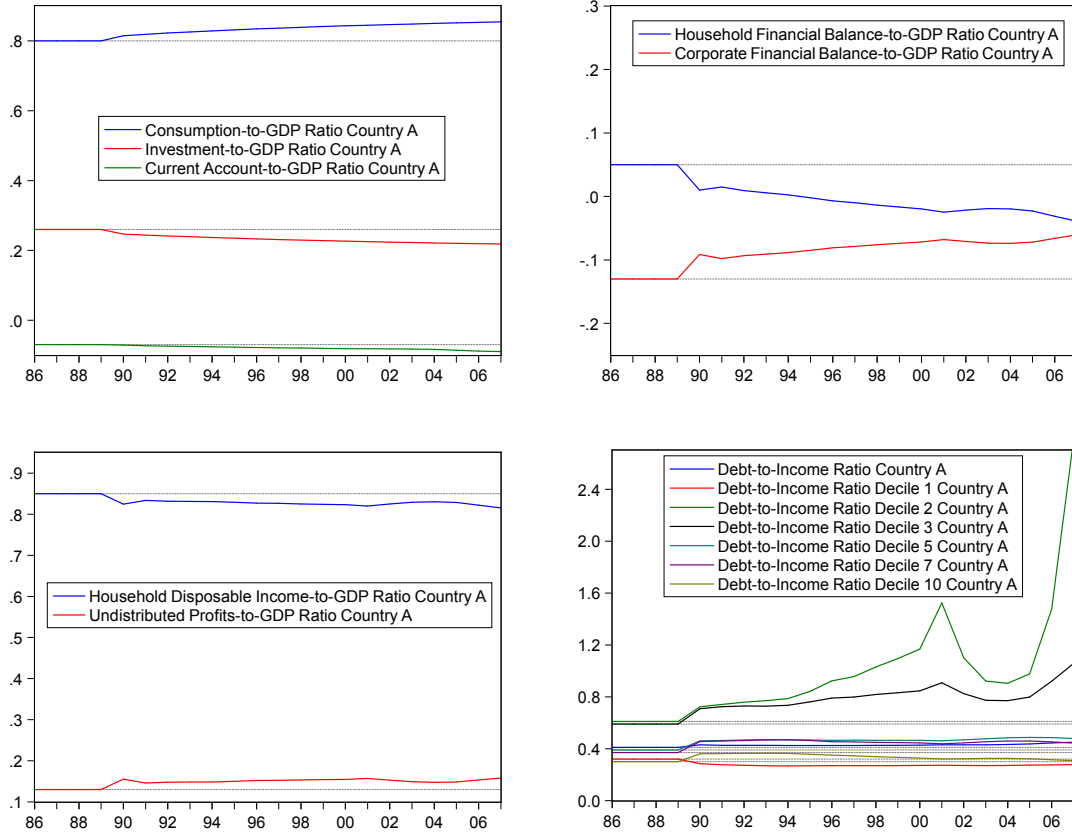 .8
.6
.4
.2
.0
Consumption-to-GDP Ratio Country A
Investment-to-GDP Ratio Country A
Current Account-to-GDP Ratio Country A
86 88 90 92 94 96 98 00 02 04 06
.3
.2
.1
.0
-.1
-.2
Household Financial Balance-to-GDP Ratio Country A
Corporate Financial Balance-to-GDP Ratio Country A
86 88 90 92 94 96 98 00 02 04 06
.9
.8
.7
.6
.5
.4
.3
.2
.1
Household Disposable Income-to-GDP Ratio Country A
Undistributed Profits-to-GDP Ratio Country A
86 88 90 92 94 96 98 00 02 04 06
2.4
2.0
1.6
1.2
0.8
0.4
0.0
Debt-to-Income Ratio Country A
Debt-to-Income Ratio Decile 1 Country A
Debt-to-Income Ratio Decile 2 Country A
Debt-to-Income Ratio Decile 3 Country A
Debt-to-Income Ratio Decile 5 Country A
Debt-to-Income Ratio Decile 7 Country A
Debt-to-Income Ratio Decile 10 Country A
86 88 90 92 94 96 98 00 02 04 06